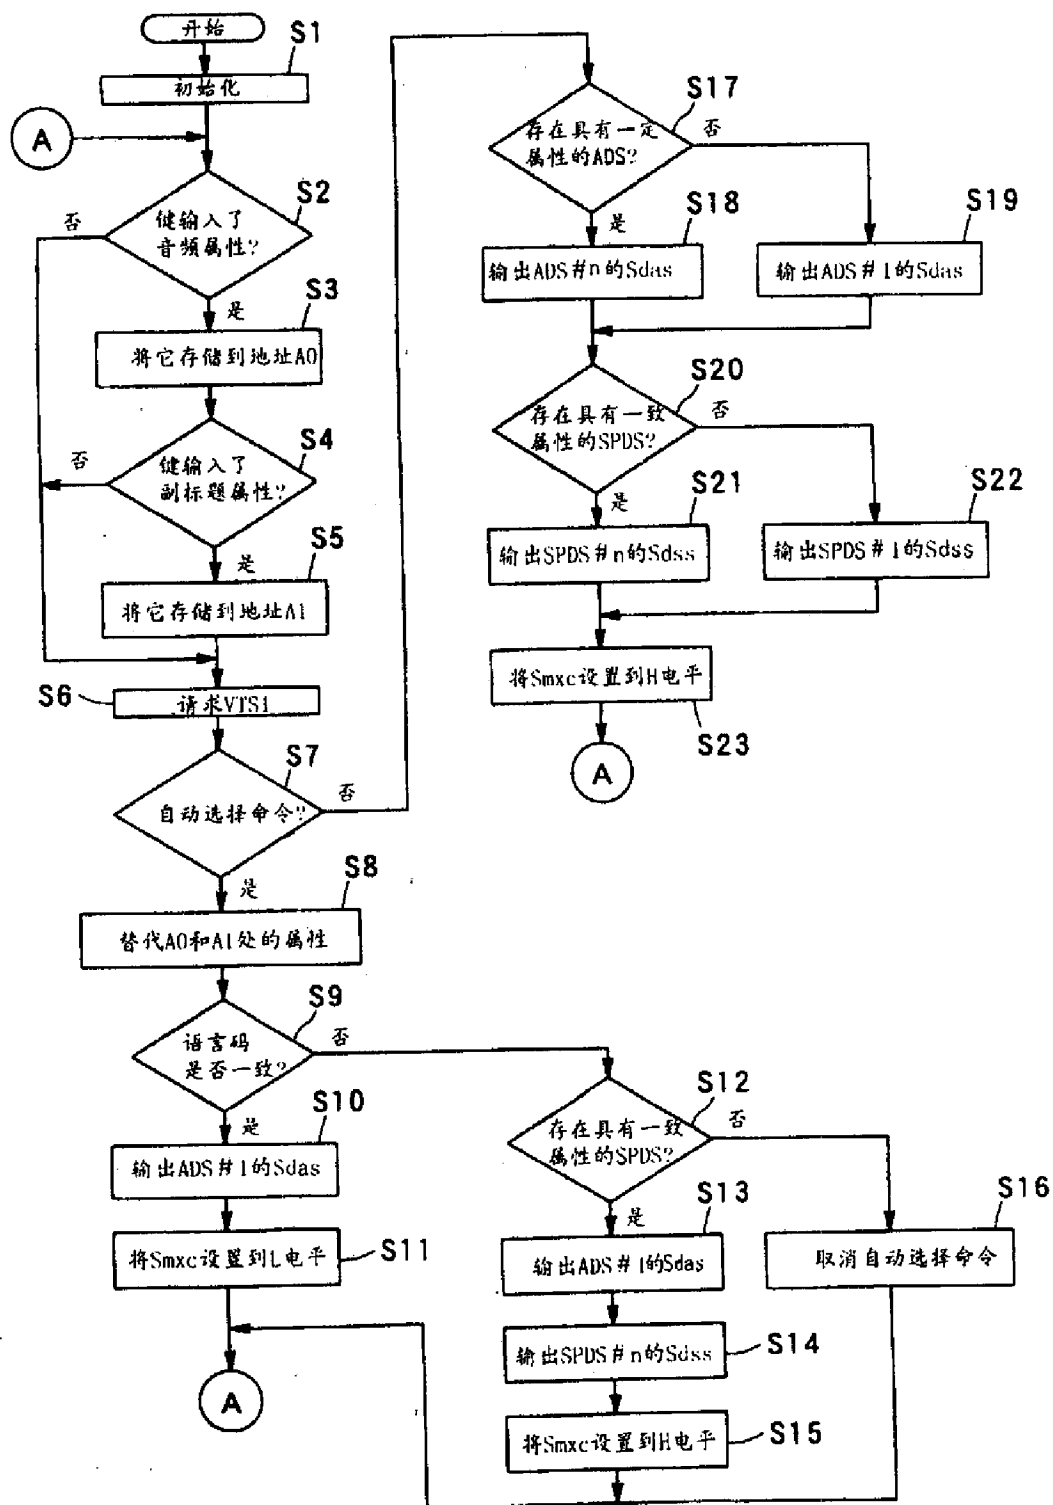 开始
S1
初始化
A
S2
键输入了
音频属性?
否
是
S3
将它存储到地址A0
S4
键输入了
副标题属性?
否
是
S5
将它存储到地址A1
S6
请求VTS1
S7
自动选择命令?
否
是
S8
替代A0和A1处的属性
S9
语言码
是否一致?
否
是
S10
输出ADS#1的Sdas
S11
将Smxc设置到L电平
A
S12
存在具有一致
属性的SPDS?
否
是
S13
输出ADS#1的Sdas
S14
输出SPDS#n的Sdss
S15
将Smxc设置到H电平
S16
取消自动选择命令
S17
存在具有一定
属性的ADS?
否
是
S18
输出ADS#n的Sdas
S19
输出ADS#1的Sdas
S20
存在具有一致
属性的SPDS?
否
是
S21
输出SPDS#n的Sdss
S22
输出SPDS#1的Sdss
将Smxc设置到H电平
S23
A